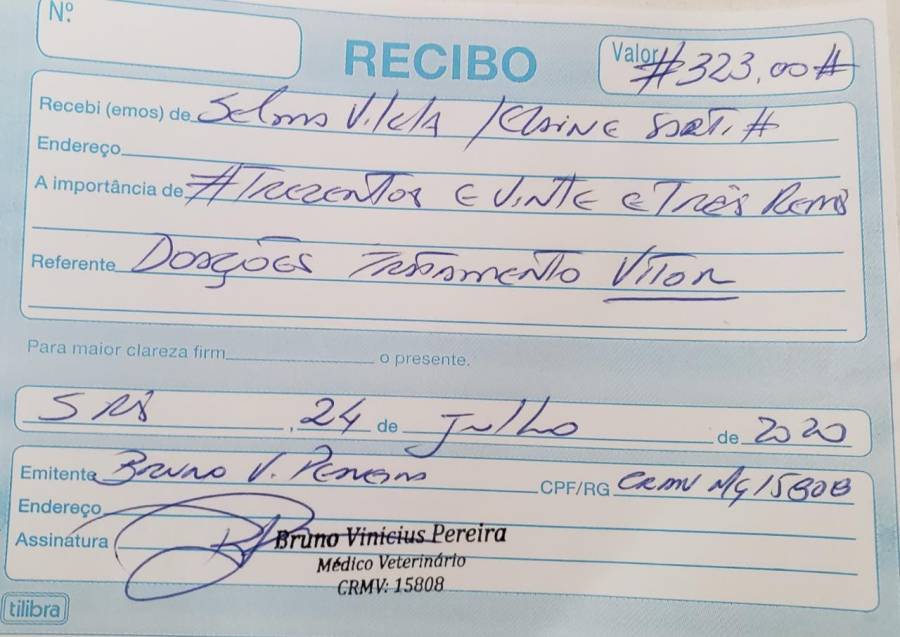 Nº
RECIBO
Valor #323,00#
Recebi (emos) de Selma Vilela / Elaine #
Endereço
A importância de #Trezentos e Vinte e Três Reais
Referente Doações Tratamento Vitor
Para maior clareza firm o presente.
SRS , 24 de Julho de 2020
Emitente Bruno V. Pereira CPF/RG CRMV MG 15808
Endereço
Assinatura
Bruno Vinicius Pereira
Médico Veterinário
CRMV: 15808
tilibra